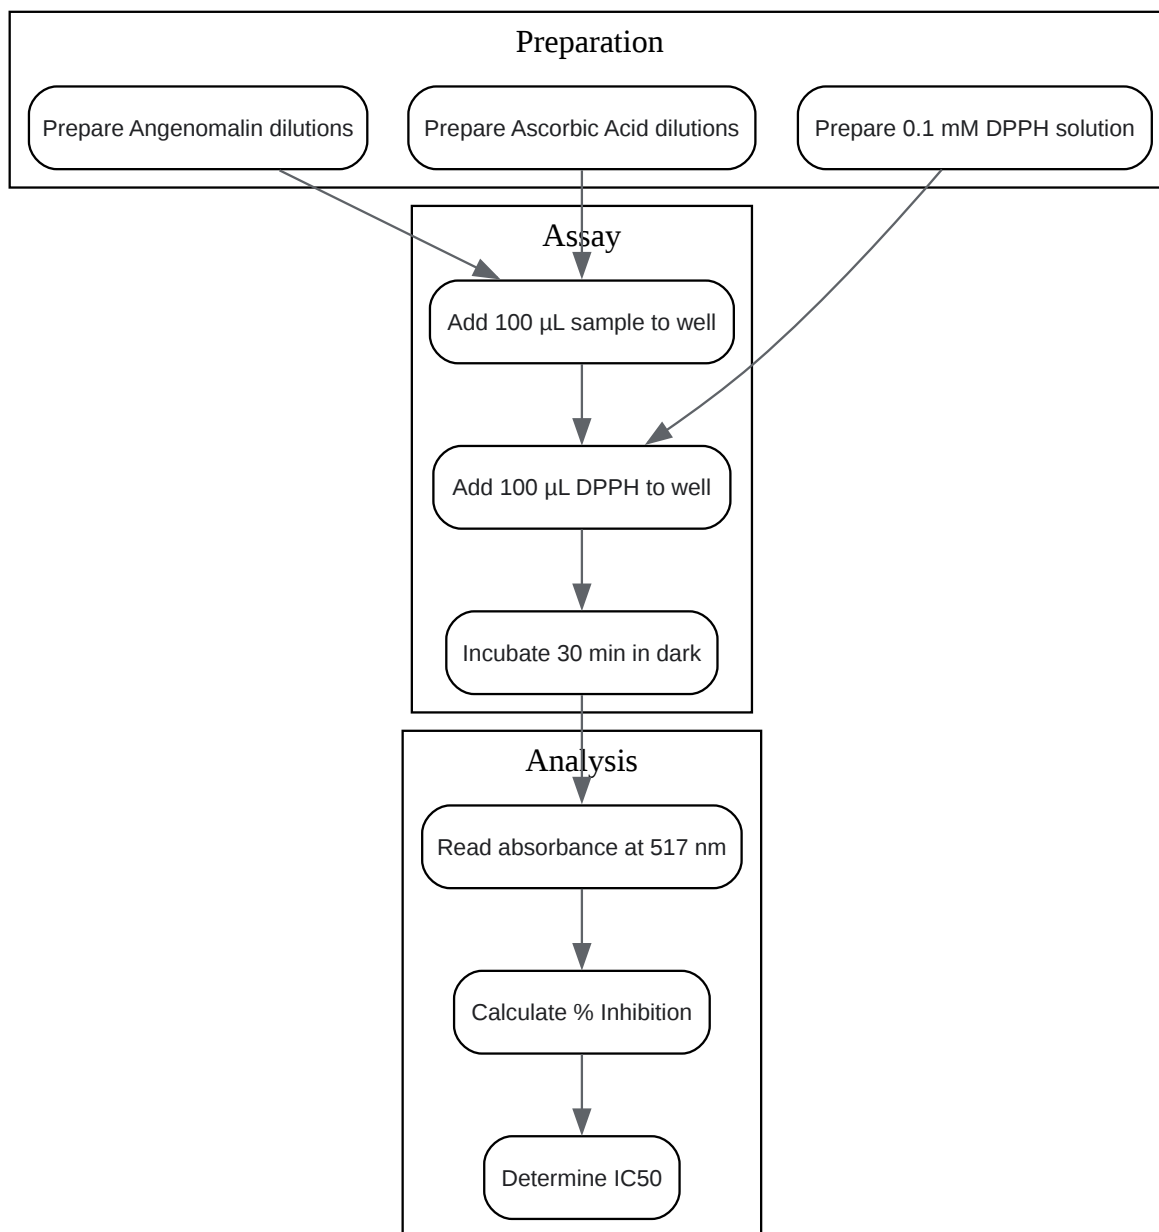 Preparation
Prepare Angenomalin dilutions
Prepare Ascorbic Acid dilutions
Prepare 0.1 mM DPPH solution
Assay
Add 100 µL sample to well
Add 100 µL DPPH to well
Incubate 30 min in dark
Analysis
Read absorbance at 517 nm
Calculate % Inhibition
Determine IC50